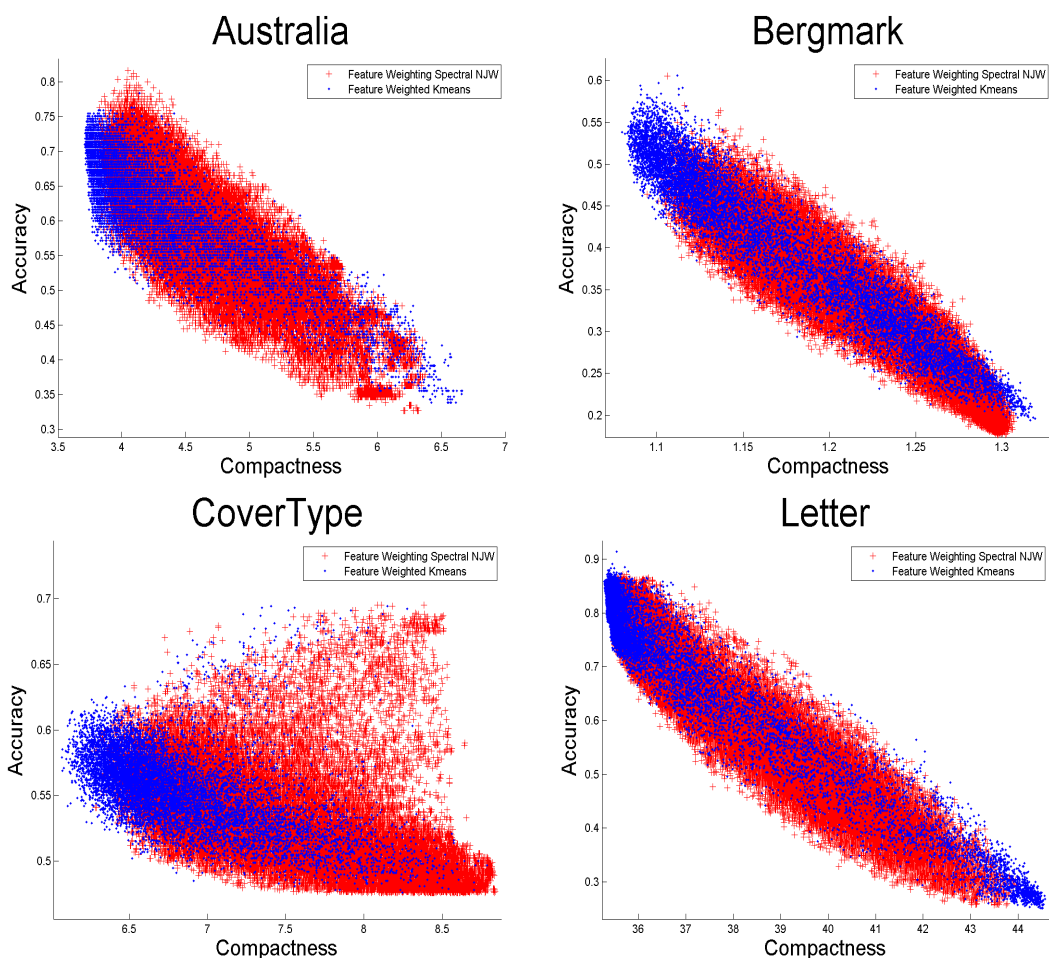 Australia
Feature Weighting Spectral NJW
Feature Weighted Kmeans
0.8
0.75
0.7
0.65
0.6
0.55
0.5
0.45
0.4
0.35
0.3
Accuracy
3.5 4 4.5 5 5.5 6 6.5 7
Compactness
Bergmark
Feature Weighting Spectral NJW
Feature Weighted Kmeans
0.6
0.55
0.5
0.45
0.4
0.35
0.3
0.25
0.2
Accuracy
1.1 1.15 1.2 1.25 1.3
Compactness
CoverType
Feature Weighting Spectral NJW
Feature Weighted Kmeans
0.7
0.65
0.6
0.55
0.5
Accuracy
6.5 7 7.5 8 8.5
Compactness
Letter
Feature Weighting Spectral NJW
Feature Weighted Kmeans
0.9
0.8
0.7
0.6
0.5
0.4
0.3
Accuracy
36 37 38 39 40 41 42 43 44
Compactness